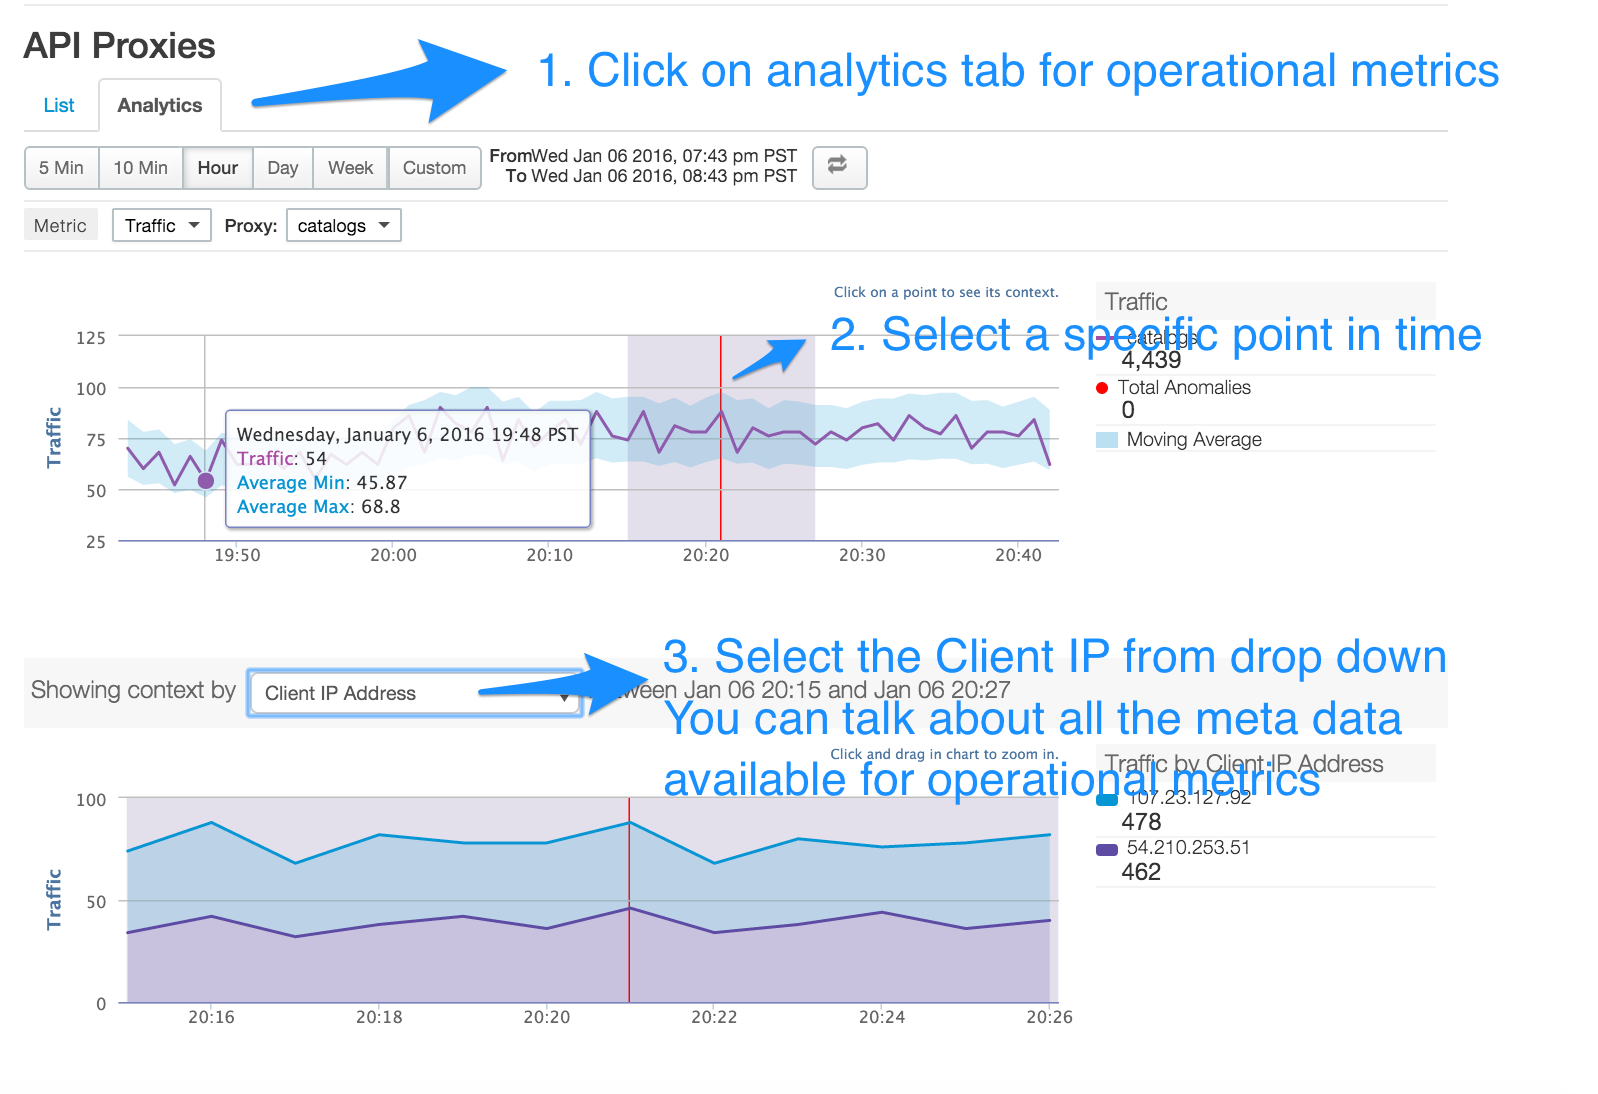 API Proxies
1. Click on analytics tab for operational metrics
List
Analytics
5 Min
10 Min
Hour
Day
Week
Custom
FromWed Jan 06 2016, 07:43 pm PST
To Wed Jan 06 2016, 08:43 pm PST
Metric
Traffic
Proxy:
catalogs
Click on a point to see its context.
2. Select a specific point in time
Traffic
catalogs
4,439
Total Anomalies
0
Moving Average
Traffic
125
100
75
50
25
Wednesday, January 6, 2016 19:48 PST
Traffic: 54
Average Min: 45.87
Average Max: 68.8
19:50
20:00
20:10
20:20
20:30
20:40
3. Select the Client IP from drop down
You can talk about all the meta data
available for operational metrics
Showing context by
Client IP Address
Jan 06 20:15 and Jan 06 20:27
Click and drag in chart to zoom in.
Traffic by Client IP Address
107.23.127.92
478
54.210.253.51
462
Traffic
100
50
0
20:16
20:18
20:20
20:22
20:24
20:26